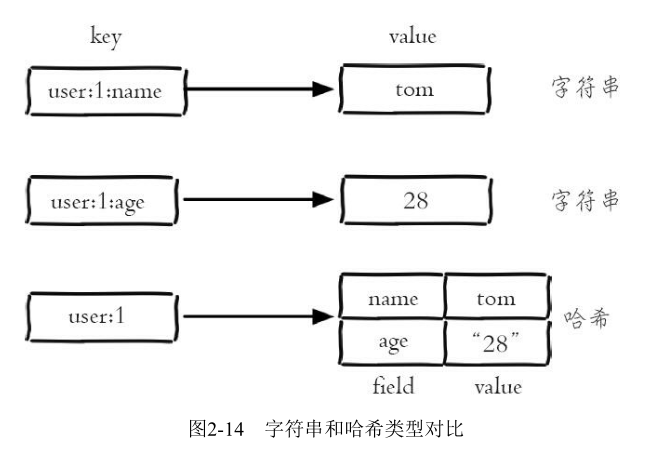 key value
user:1:name tom 字符串
user:1:age 28 字符串
user:1 name tom 哈希
age “28”
field value
图2-14 字符串和哈希类型对比